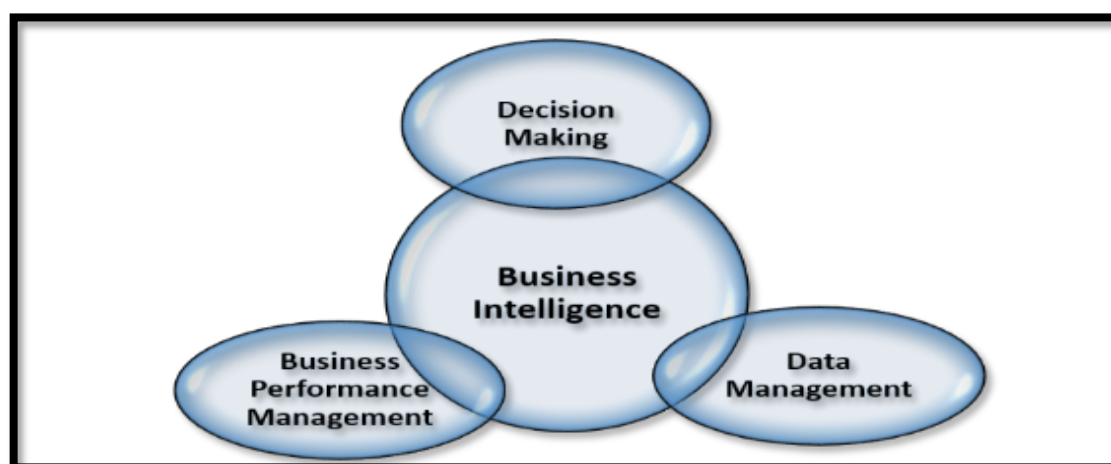 Decision
Making
Business
Intelligence
Business
Performance
Management
Data
Management